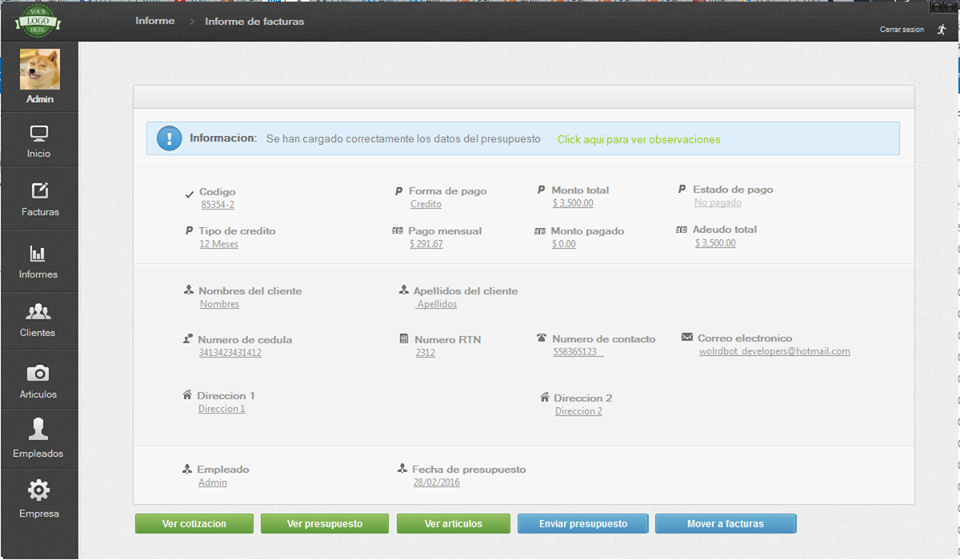 YOUR
LOGO
HERE
Informe > Informe de facturas
Cerrar sesion
Admin
Inicio
Facturas
Informes
Clientes
Articulos
Empleados
Empresa
Informacion: Se han cargado correctamente los datos del presupuesto Click aqui para ver observaciones
Codigo Forma de pago Monto total Estado de pago
85354-2 Credito $ 3,500.00 No pagado
Tipo de credito Pago mensual Monto pagado Adeudo total
12 Meses $ 291.67 $ 0.00 $ 3,500.00
Nombres del cliente Apellidos del cliente
Nombres Apellidos
Numero de cedula Numero RTN Numero de contacto Correo electronico
3413423431412 2312 558365123__ wolrdbot_developers@hotmail.com
Direccion 1 Direccion 2
Direccion 1 Direccion 2
Empleado Fecha de presupuesto
Admin 28/02/2016
Ver cotizacion Ver presupuesto Ver articulos Enviar presupuesto Mover a facturas